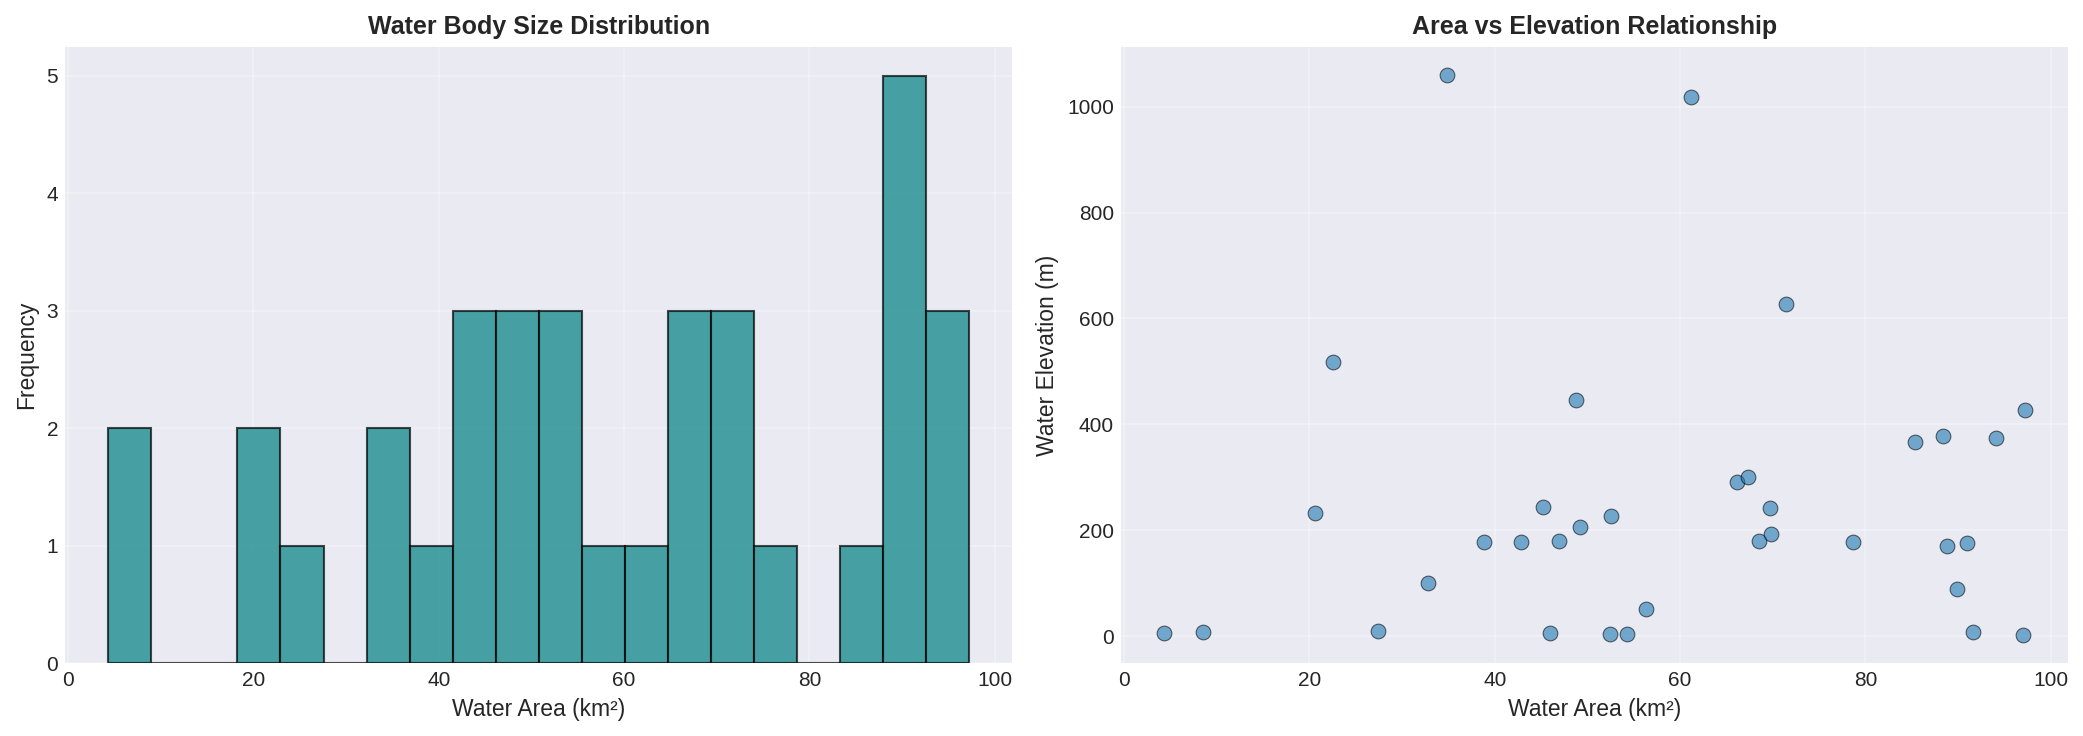 Water Body Size Distribution
5
4
3
2
1
0
Frequency
0 20 40 60 80 100
Water Area (km²)
Area vs Elevation Relationship
1000
800
600
400
200
0
Water Elevation (m)
0 20 40 60 80 100
Water Area (km²)